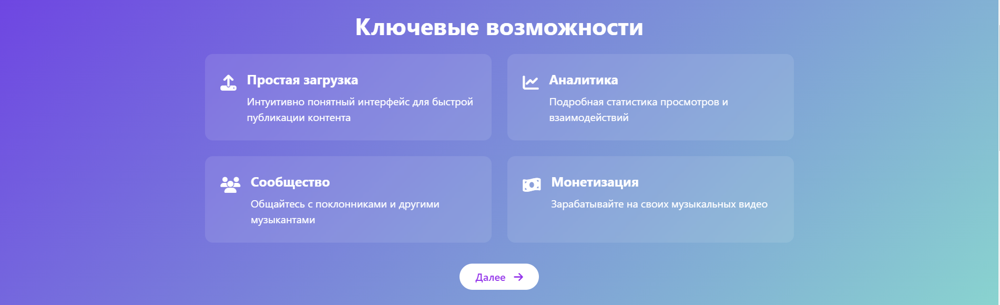 Ключевые возможности
Простая загрузка
Интуитивно понятный интерфейс для быстрой
публикации контента
Аналитика
Подробная статистика просмотров и
взаимодействий
Сообщество
Общайтесь с поклонниками и другими
музыкантами
Монетизация
Зарабатывайте на своих музыкальных видео
Далее